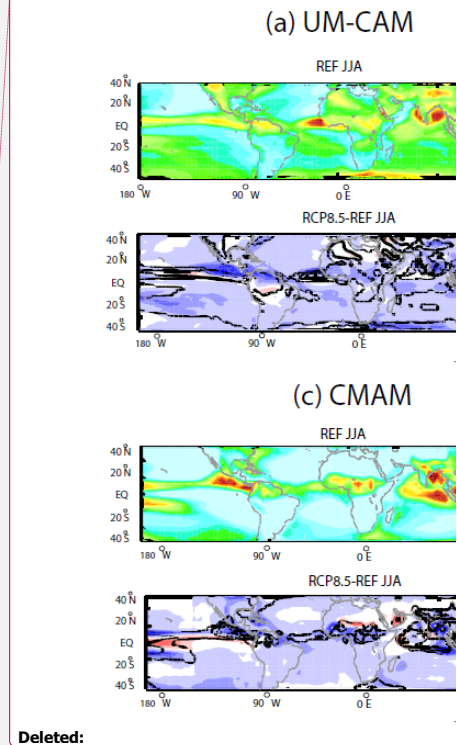 (a) UM-CAM
REF JJA
40°N
20°N
EQ
20°S
40°S
180°W 90°W 0°E
RCP8.5-REF JJA
40°N
20°N
EQ
20°S
40°S
180°W 90°W 0°E
(c) CMAM
REF JJA
40°N
20°N
EQ
20°S
40°S
180°W 90°W 0°E
RCP8.5-REF JJA
40°N
20°N
EQ
20°S
40°S
180°W 90°W 0°E
Deleted: